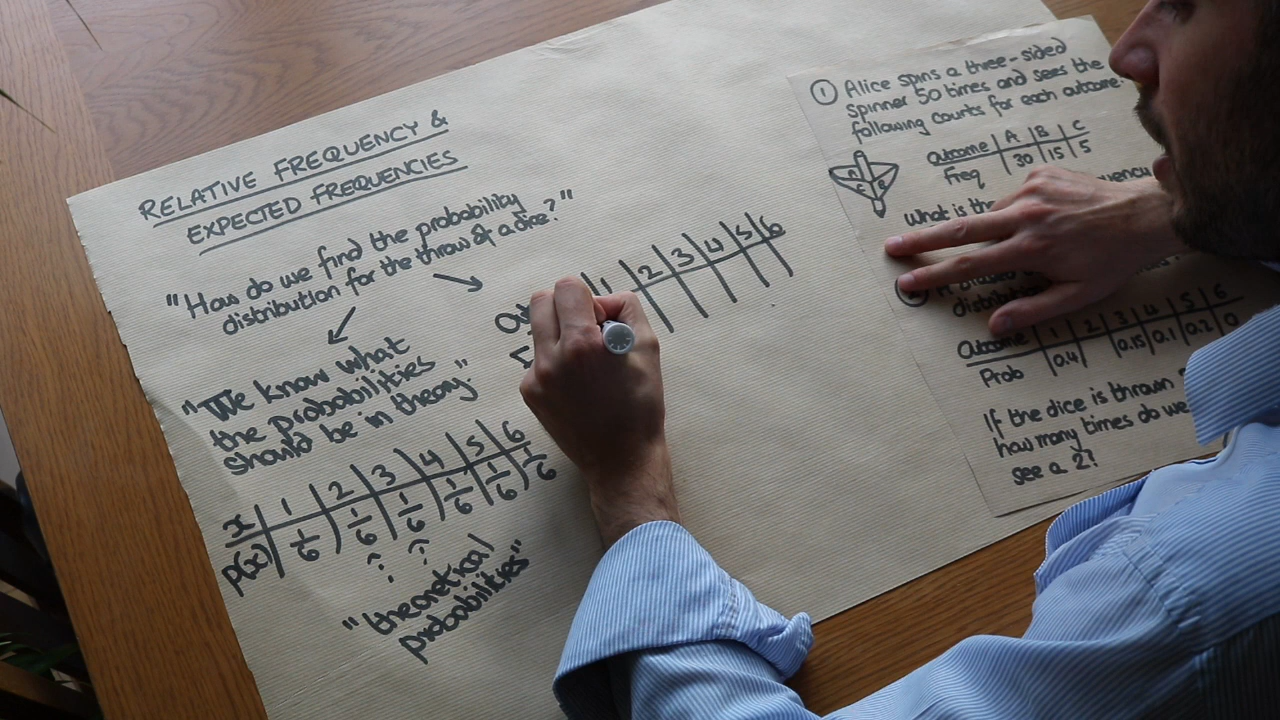 RELATIVE FREQUENCY &
EXPECTED FREQUENCIES
"How do we find the probability
distribution for the throw of a dice?"
"We know what
the probabilities
should be in theory"
x 1 2 3 4 5 6
P(x) 1/6 1/6 1/6 1/6 1/6 1/6
? ?
"theoretical
probabilities"
1 2 3 4 5 6
1 Alice spins a three-sided
spinner 50 times and sees the
following counts for each outcome.
Outcome A B C
Freq 30 15 5
A B C
What is the
distribution
Outcome 1 2 3 4 5 6
Prob 0.4 0.15 0.1 0.2 0
If the dice is thrown
how many times do we
see a 2?